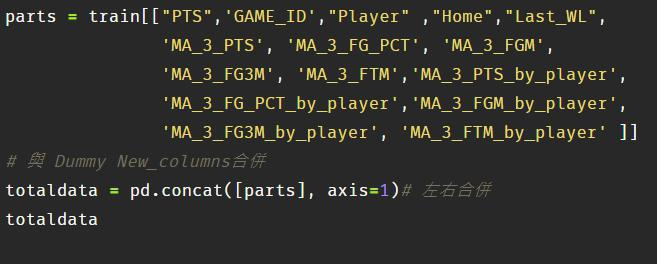 parts = train[["PTS",'GAME_ID',"Player" ,"Home","Last_WL",
'MA_3_PTS', 'MA_3_FG_PCT', 'MA_3_FGM',
'MA_3_FG3M', 'MA_3_FTM','MA_3_PTS_by_player',
'MA_3_FG_PCT_by_player','MA_3_FGM_by_player',
'MA_3_FG3M_by_player', 'MA_3_FTM_by_player' ]]
# 與 Dummy New_columns合併
totaldata = pd.concat([parts], axis=1)# 左右合併
totaldata